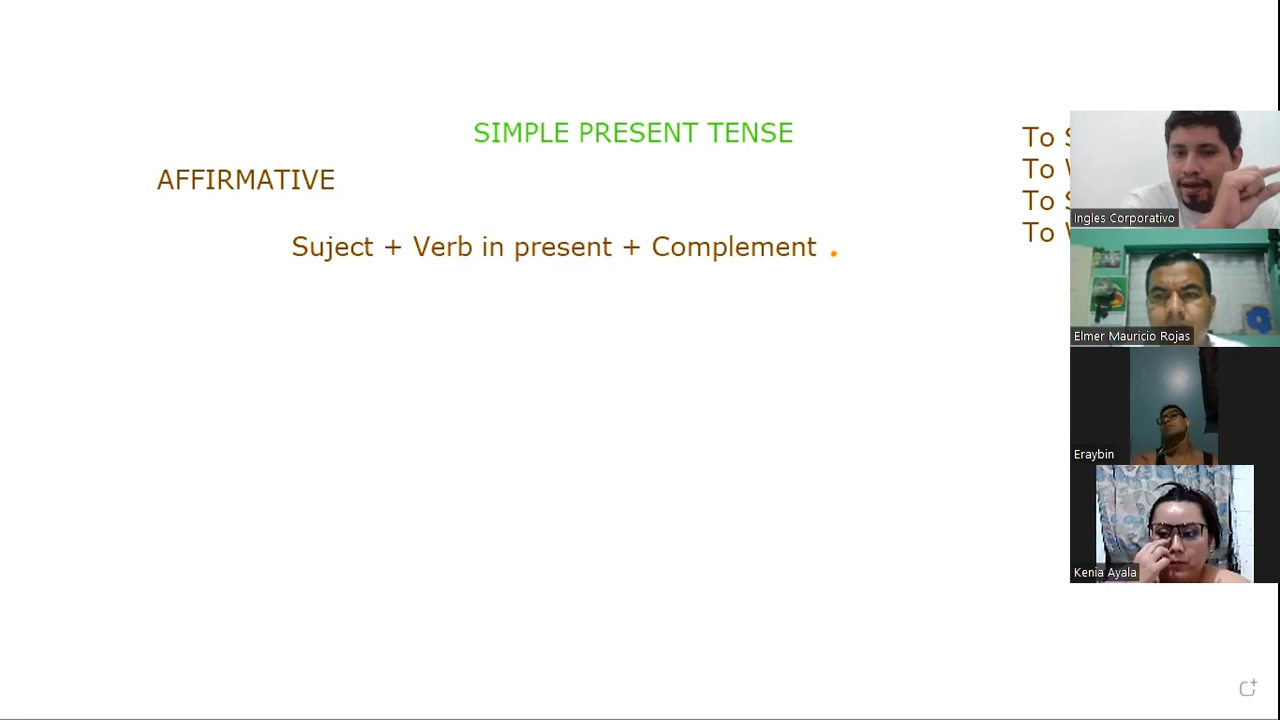 SIMPLE PRESENT TENSE
AFFIRMATIVE
Suject + Verb in present + Complement .
To
To
To
To
Ingles Corporativo
Elmer Mauricio Rojas
Eraybin
Kenia Ayala